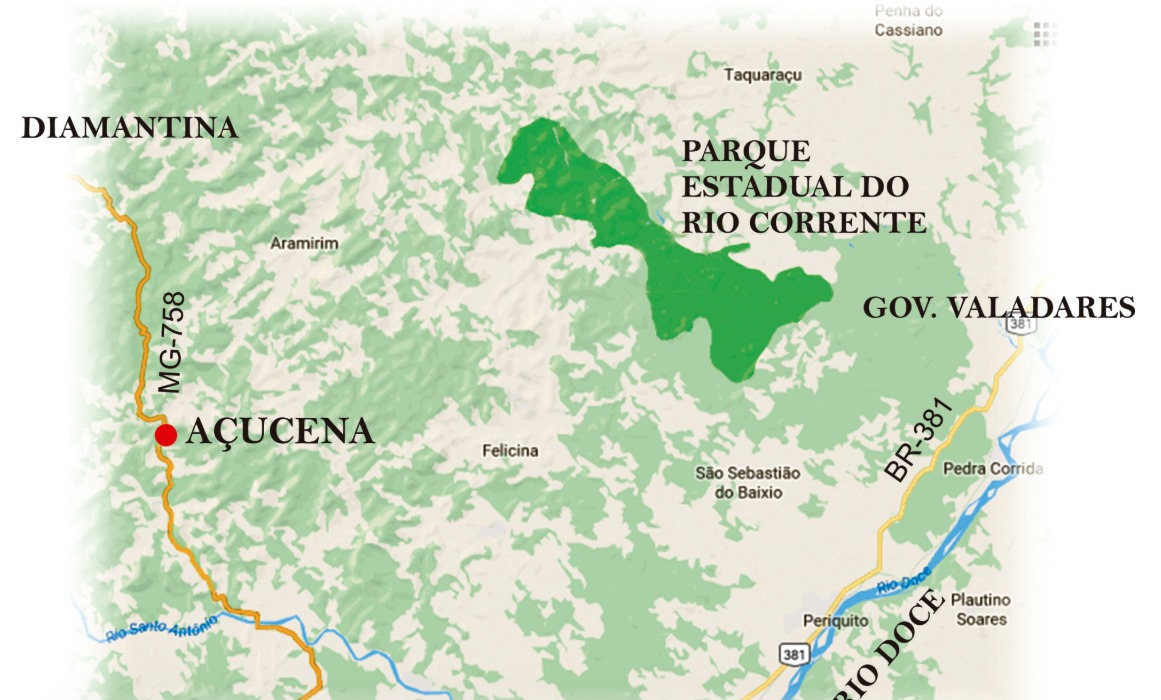 Penha do
Cassiano
Taquaraçu
DIAMANTINA
PARQUE
ESTADUAL DO
RIO CORRENTE
Aramirim
GOV. VALADARES
381
MG-758
AÇUCENA
BR-381
Felicina
São Sebastião
do Baixio
Pedra Corrida
Rio Doce
Plautino
Soares
Periquito
Rio Santo Antônio
RIO DOCE
381